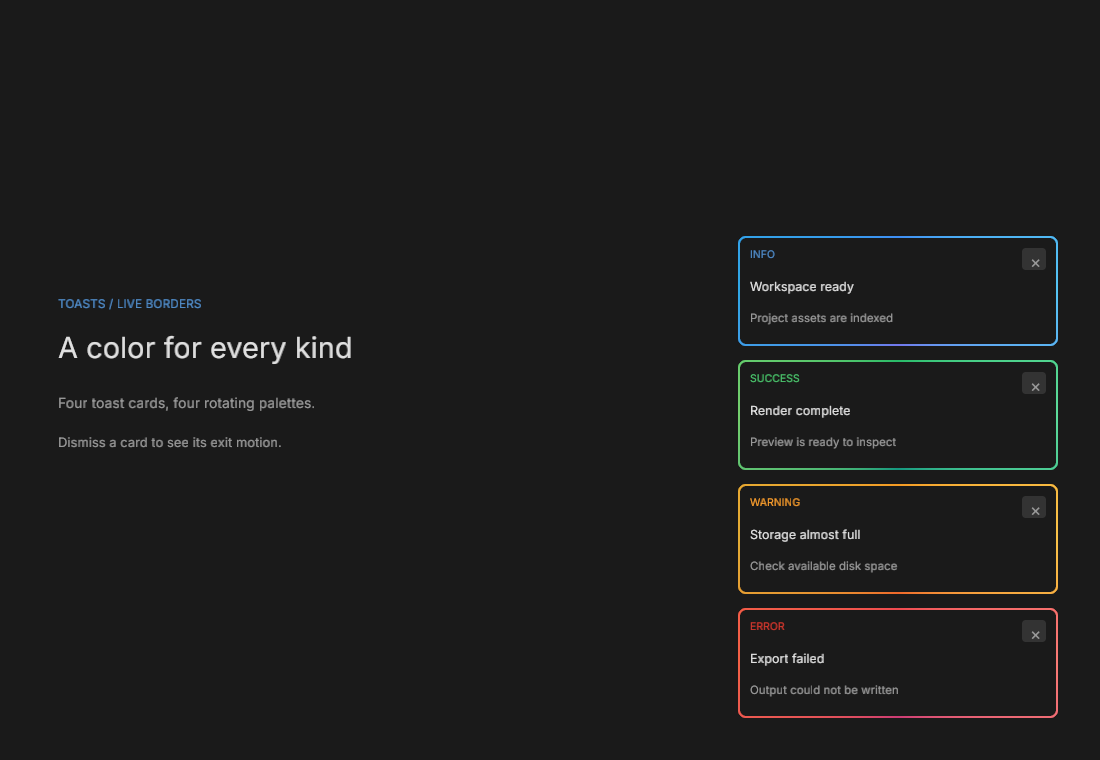 TOASTS / LIVE BORDERS
A color for every kind
Four toast cards, four rotating palettes.
Dismiss a card to see its exit motion.
INFO
×
Workspace ready
Project assets are indexed
SUCCESS
×
Render complete
Preview is ready to inspect
WARNING
×
Storage almost full
Check available disk space
ERROR
×
Export failed
Output could not be written